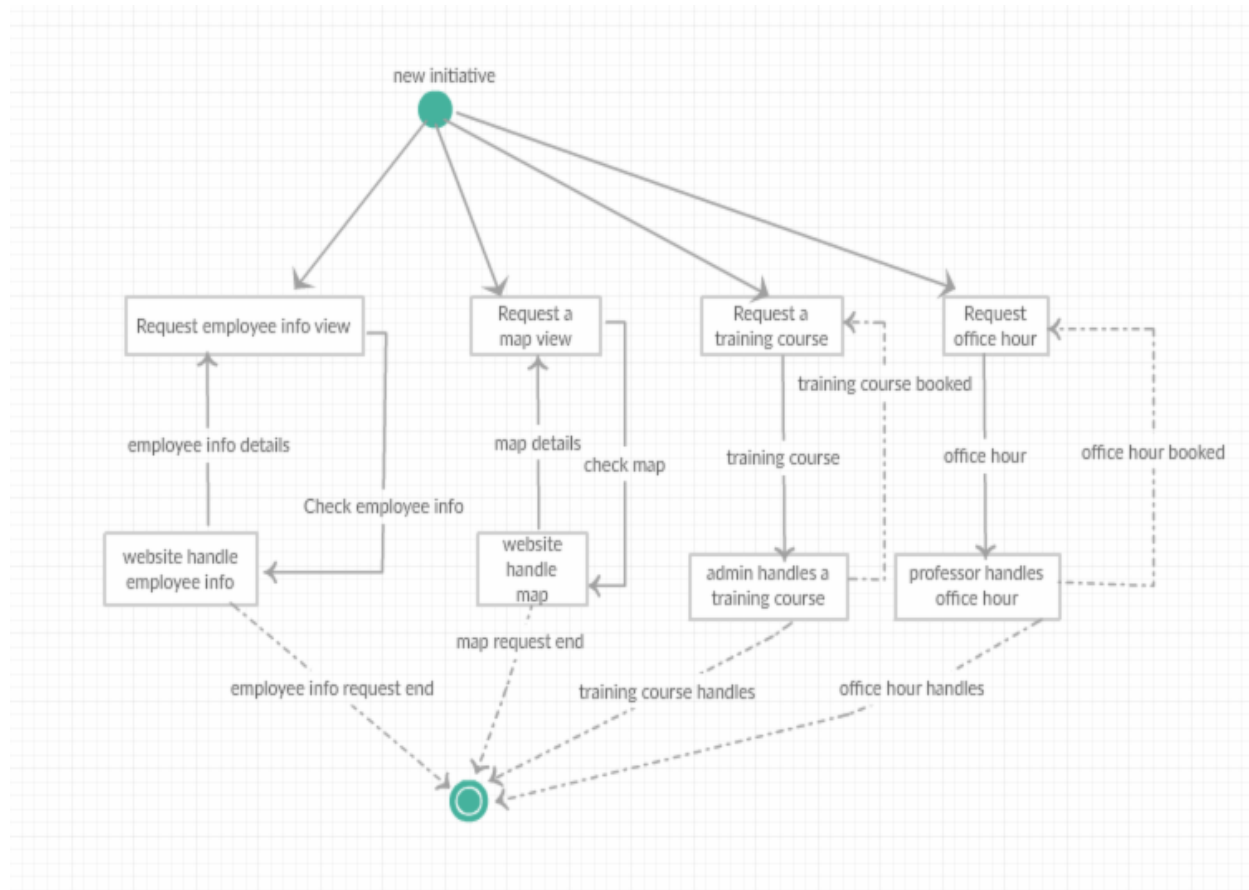 new initiative
Request employee info view
Request a
map view
Request a
training course
Request
office hour
training course booked
employee info details
map details
check map
training course
office hour
office hour booked
Check employee info
website handle
employee info
website
handle
map
admin handles a
training course
professor handles
office hour
map request end
employee info request end
training course handles
office hour handles